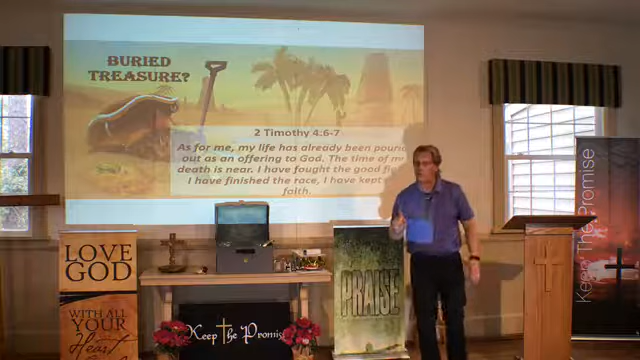 BURIED
TREASURE?
2 Timothy 4:6-7
As for me, my life has already been poured
out as an offering to God. The time of my
death is near. I have fought the good
I have finished the race, I have kept
faith.
LOVE
GOD
WITH ALL
YOUR
Heart
Keep The Promise
PRAISE
Keep The Promise